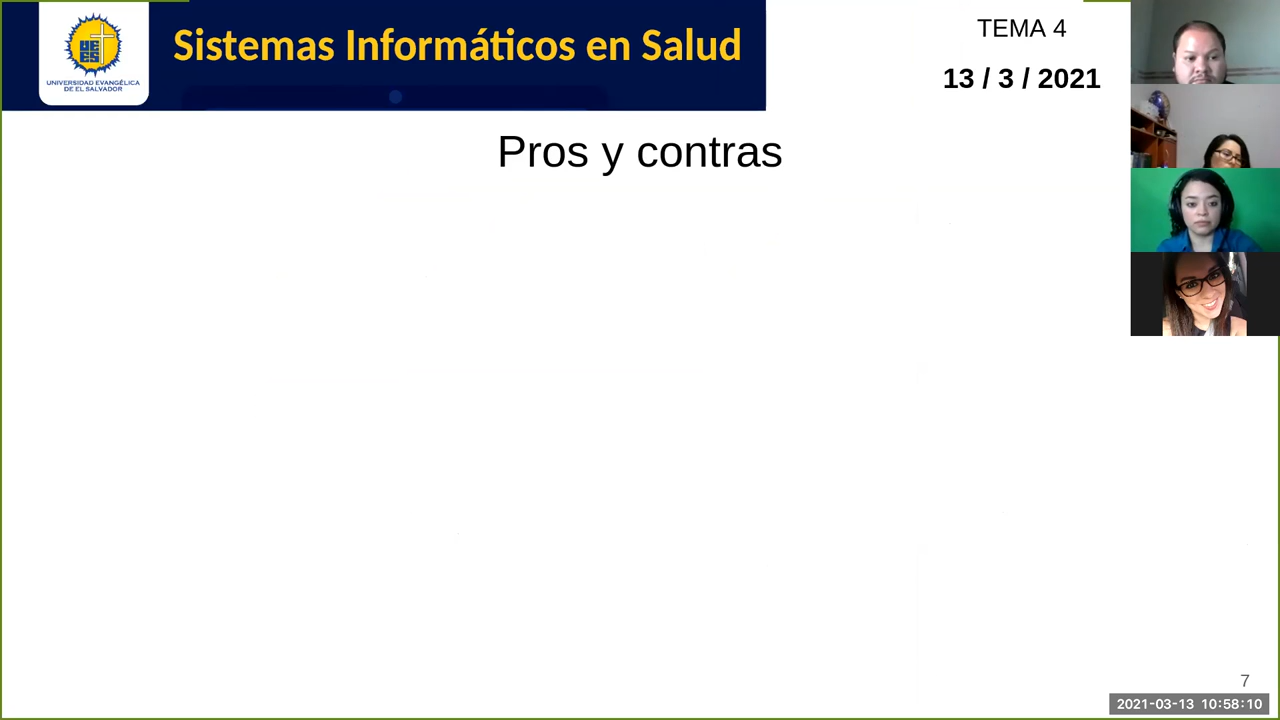 UNIVERSIDAD EVANGÉLICA
DE EL SALVADOR
Sistemas Informáticos en Salud
TEMA 4
13 / 3 / 2021
Pros y contras
7
2021-03-13 10:58:10